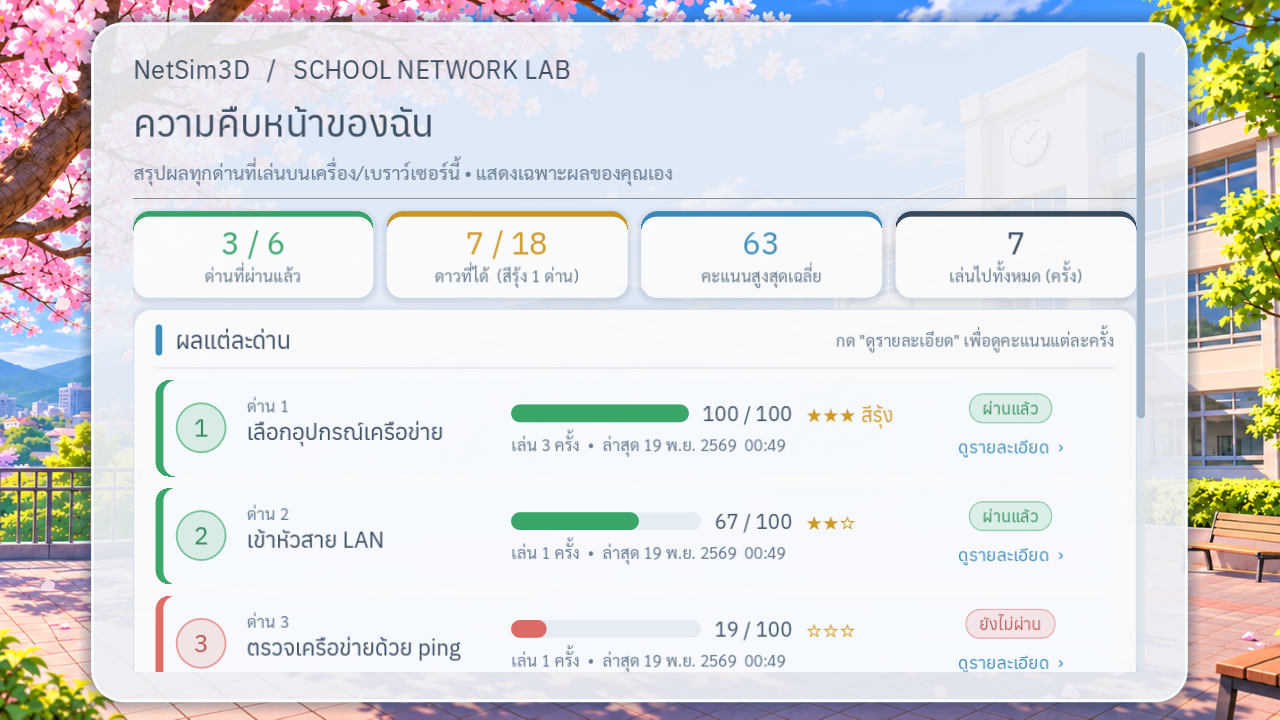 NetSim3D / SCHOOL NETWORK LAB
ความคืบหน้าของฉัน
สรุปผลทุกด่านที่เล่นบนเครื่อง/เบราว์เซอร์นี้ • แสดงเฉพาะผลของคุณเอง
3 / 6
ด่านที่ผ่านแล้ว
7 / 18
ดาวที่ได้ (สีรุ้ง 1 ด่าน)
63
คะแนนสูงสุดเฉลี่ย
7
เล่นไปทั้งหมด (ครั้ง)
ผลแต่ละด่าน
กด "ดูรายละเอียด" เพื่อดูคะแนนแต่ละครั้ง
1
ด่าน 1
เลือกอุปกรณ์เครือข่าย
100 / 100 ★★★ สีรุ้ง
เล่น 3 ครั้ง • ล่าสุด 19 พ.ย. 2569 00:49
ผ่านแล้ว
ดูรายละเอียด ›
2
ด่าน 2
เข้าหัวสาย LAN
67 / 100 ★★☆
เล่น 1 ครั้ง • ล่าสุด 19 พ.ย. 2569 00:49
ผ่านแล้ว
ดูรายละเอียด ›
3
ด่าน 3
ตรวจเครือข่ายด้วย ping
19 / 100 ☆☆☆
เล่น 1 ครั้ง • ล่าสุด 19 พ.ย. 2569 00:49
ยังไม่ผ่าน
ดูรายละเอียด ›